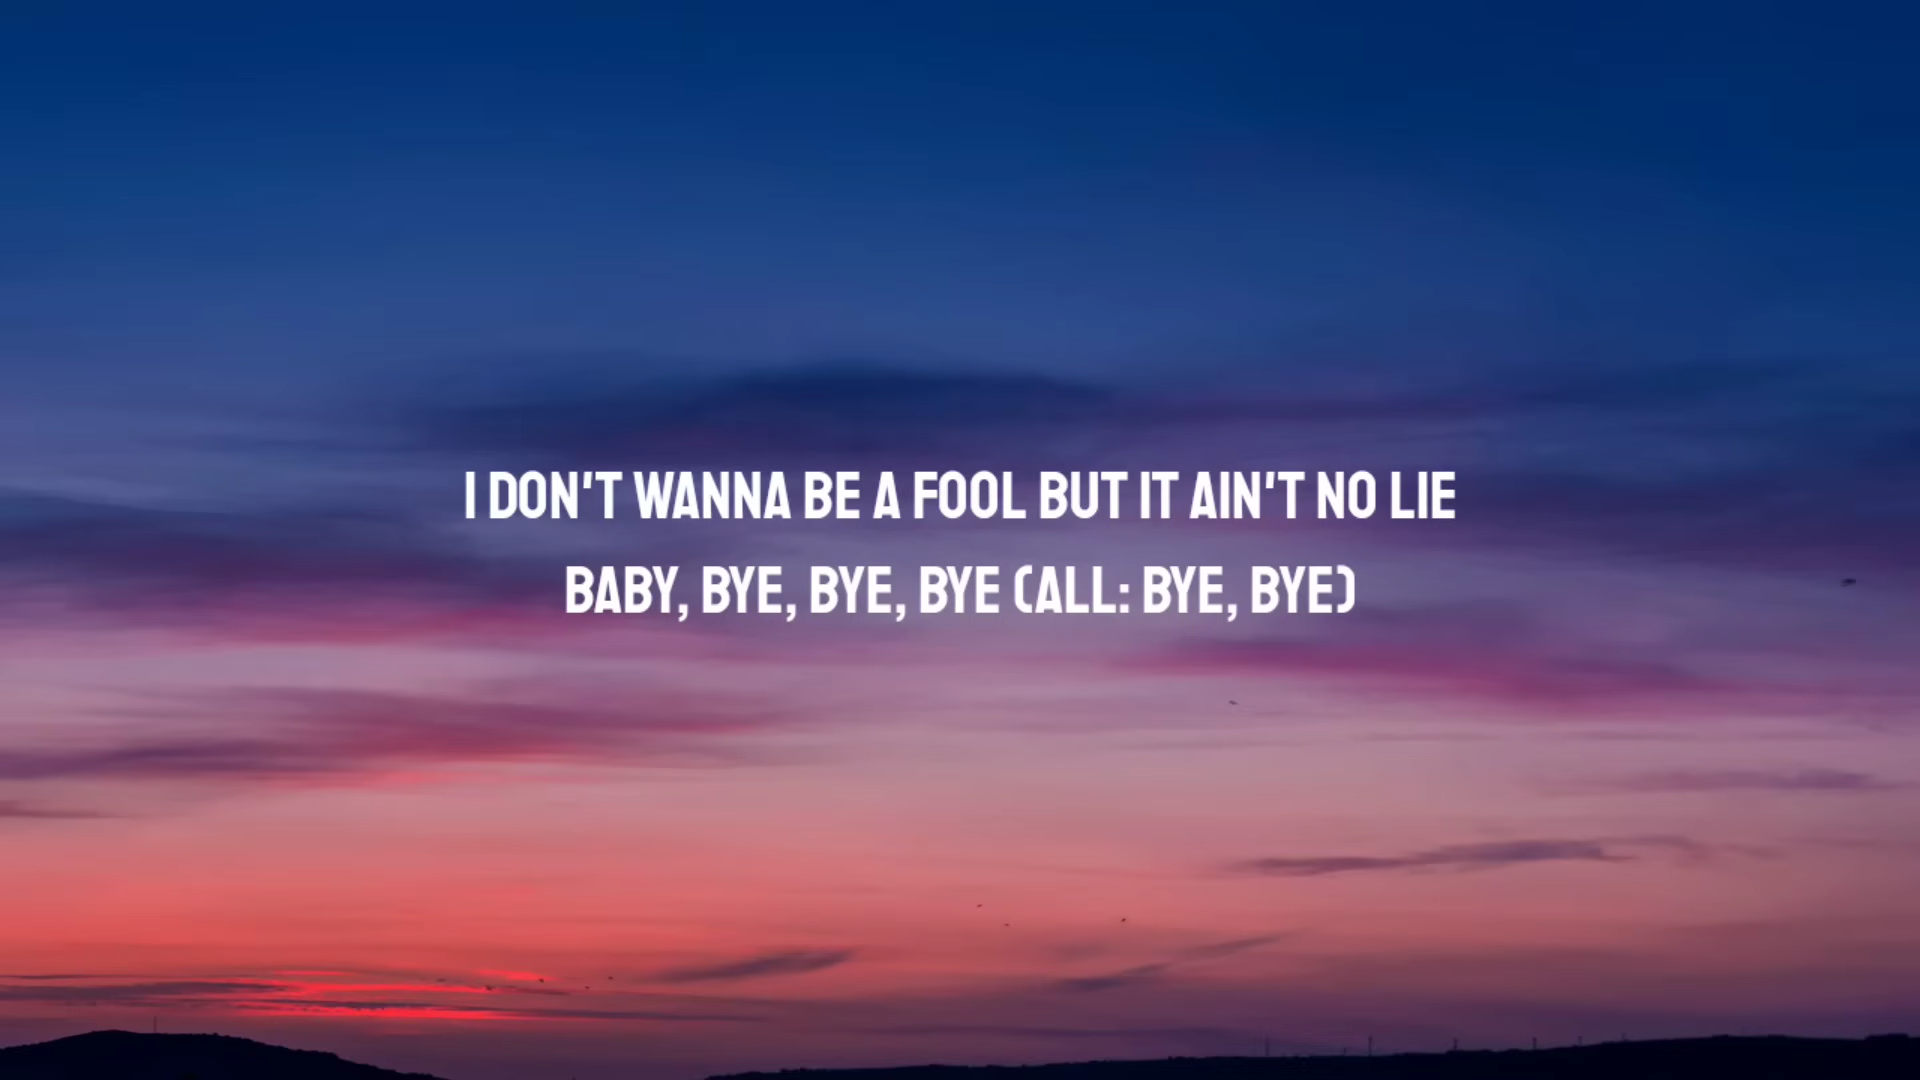 I DON'T WANNA BE A FOOL BUT IT AIN'T NO LIE
BABY, BYE, BYE, BYE (ALL: BYE, BYE)